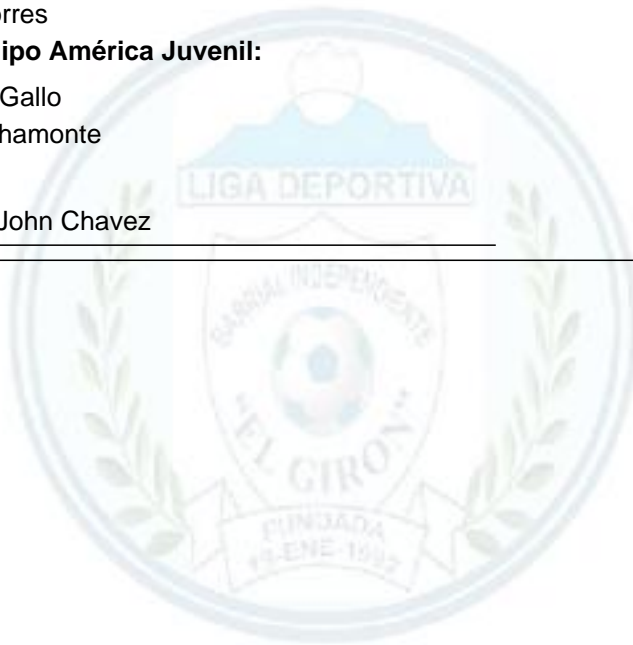 orres
ipo América Juvenil:
Gallo
hamonte
LIGA DEPORTIVA
John Chavez
BARRIAL INDEPENDIENTE
"EL GIRON"
FUNDADA